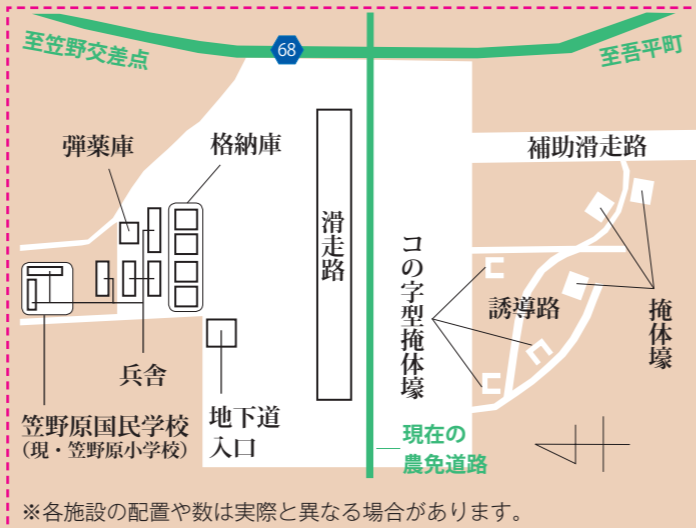 至笠野交差点
68
至吾平町
弾薬庫
格納庫
補助滑走路
滑走路
コの字型掩体壕
誘導路
掩体壕
兵舎
笠野原国民学校
（現・笠野原小学校）
地下道
入口
現在の
農免道路
※各施設の配置や数は実際と異なる場合があります。